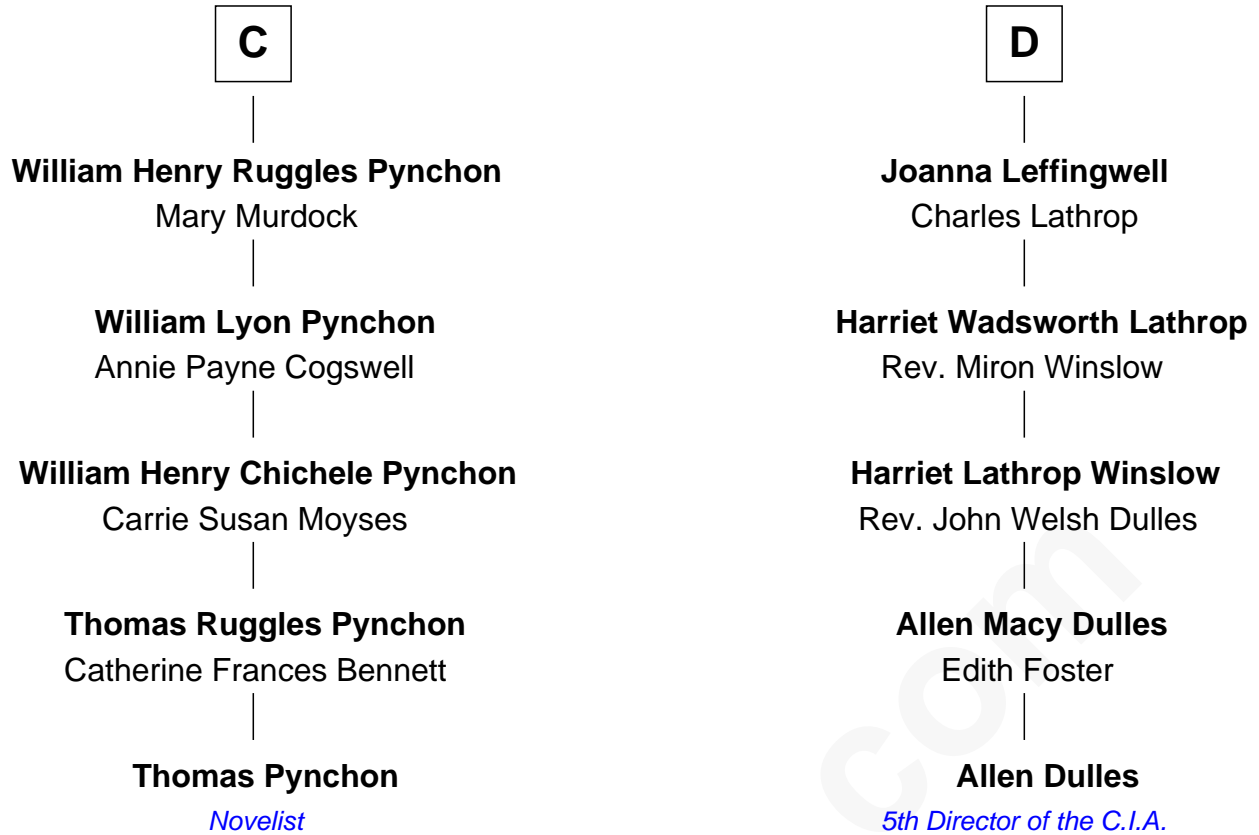 C
William Henry Ruggles Pynchon
Mary Murdock
William Lyon Pynchon
Annie Payne Cogswell
William Henry Chichele Pynchon
Carrie Susan Moyses
Thomas Ruggles Pynchon
Catherine Frances Bennett
Thomas Pynchon
Novelist
D
Joanna Leffingwell
Charles Lathrop
Harriet Wadsworth Lathrop
Rev. Miron Winslow
Harriet Lathrop Winslow
Rev. John Welsh Dulles
Allen Macy Dulles
Edith Foster
Allen Dulles
5th Director of the C.I.A.
com